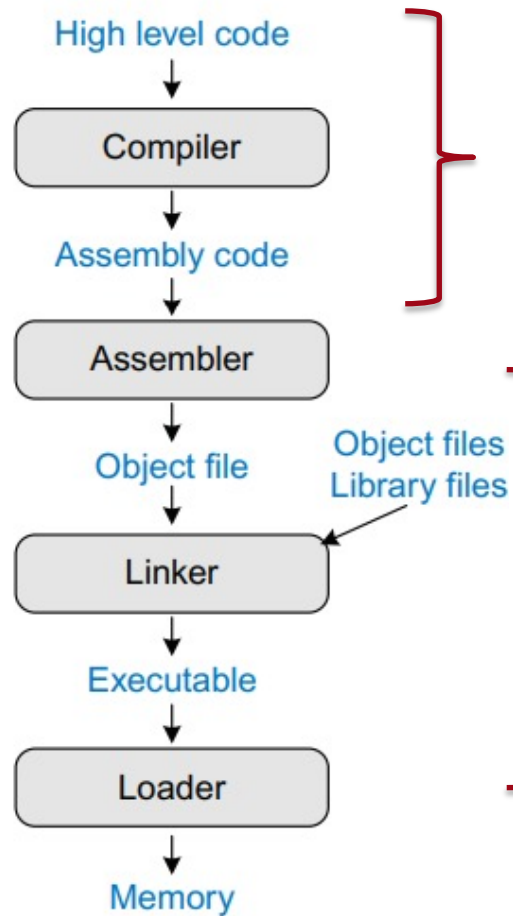 High level code
Compiler
Assembly code
Assembler
Object file
Object files
Library files
Linker
Executable
Loader
Memory